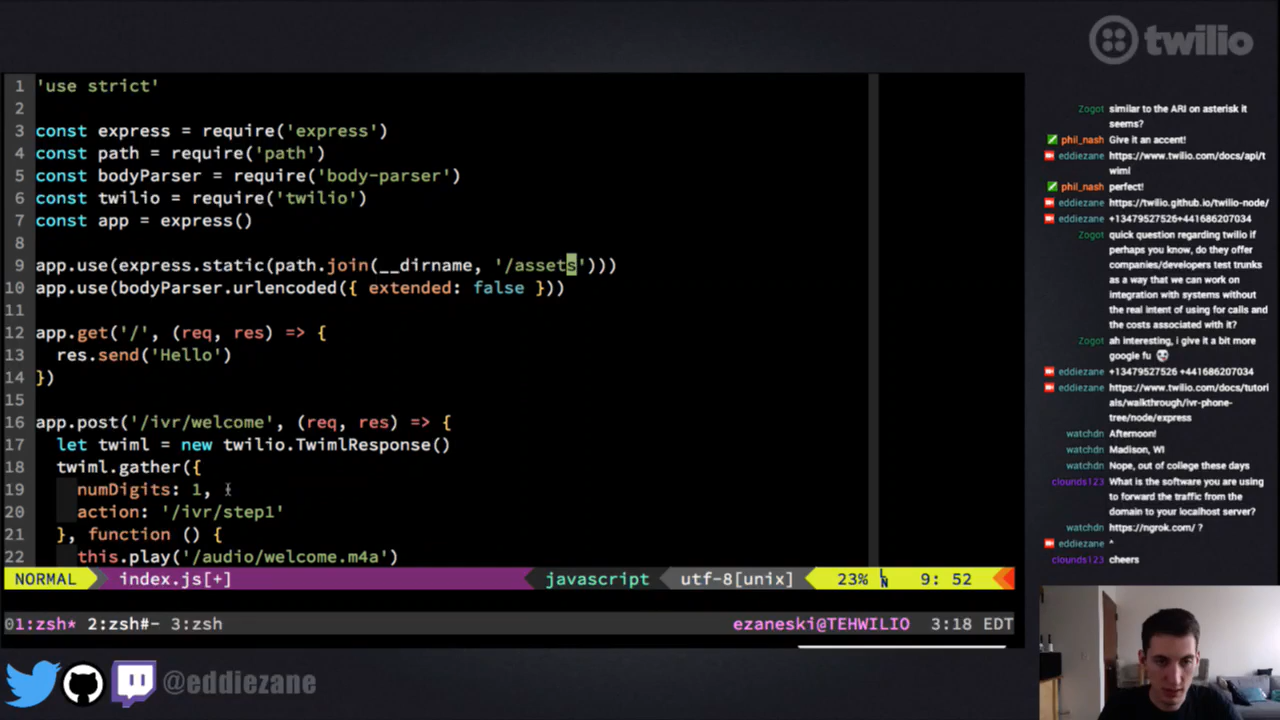 twilio
1 'use strict'
2
3 const express = require('express')
4 const path = require('path')
5 const bodyParser = require('body-parser')
6 const twilio = require('twilio')
7 const app = express()
8
9 app.use(express.static(path.join(__dirname, '/assets')))
10 app.use(bodyParser.urlencoded({ extended: false }))
11
12 app.get('/', (req, res) => {
13 res.send('Hello')
14 })
15
16 app.post('/ivr/welcome', (req, res) => {
17 let twiml = new twilio.TwimlResponse()
18 twiml.gather({
19 numDigits: 1,
20 action: '/ivr/step1'
21 }, function () {
22 this.play('/audio/welcome.m4a')
NORMAL index.js[+] javascript utf-8[unix] 23% LN 9: 52
01:zsh* 2:zsh#- 3:zsh ezaneski@TEHWILIO 3:18 EDT
@eddiezane
Zogot similar to the ARI on asterisk it
seems?
phil_nash Give it an accent!
eddiezane https://www.twilio.com/docs/api/t
wiml
phil_nash perfect!
eddiezane https://twilio.github.io/twilio-node/
eddiezane +13479527526+441686207034
Zogot quick question regarding twilio if
perhaps you know, do they offer
companies/developers test trunks
as a way that we can work on
integration with systems without
the real intent of using for calls and
the costs associated with it?
Zogot ah interesting, i give it a bit more
google fu
eddiezane +13479527526 +441686207034
eddiezane https://www.twilio.com/docs/tutori
als/walkthrough/ivr-phone-
tree/node/express
watchdn Afternoon!
watchdn Madison, WI
watchdn Nope, out of college these days
clounds123 What is the software you are using
to forward the traffic from the
domain to your localhost server?
watchdn https://ngrok.com/ ?
eddiezane ^
clounds123 cheers